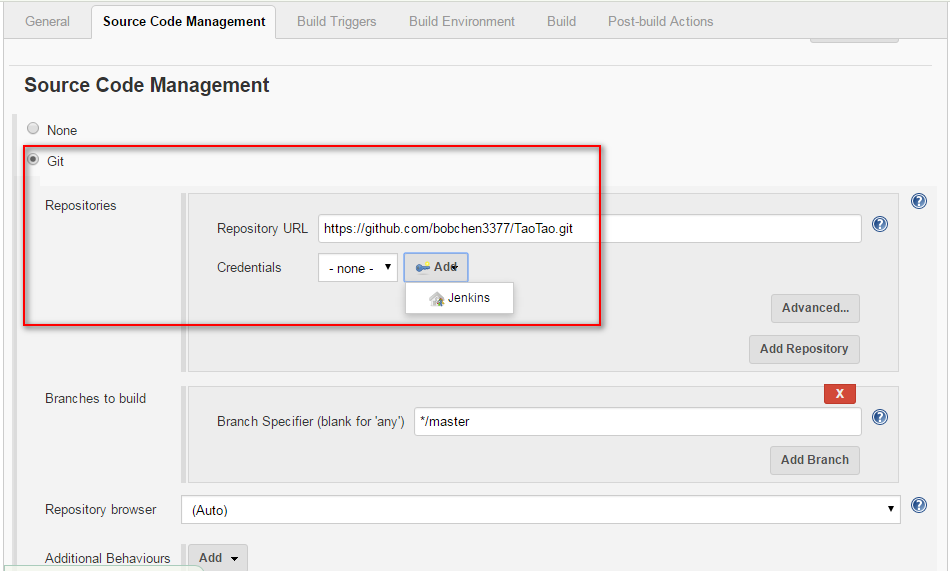 General Source Code Management Build Triggers Build Environment Build Post-build Actions
Source Code Management
None
Git
Repositories
Repository URL https://github.com/bobchen3377/TaoTao.git
Credentials - none - Add
Jenkins
Advanced...
Add Repository
Branches to build
X
Branch Specifier (blank for 'any') */master
Add Branch
Repository browser (Auto)
Additional Behaviours Add